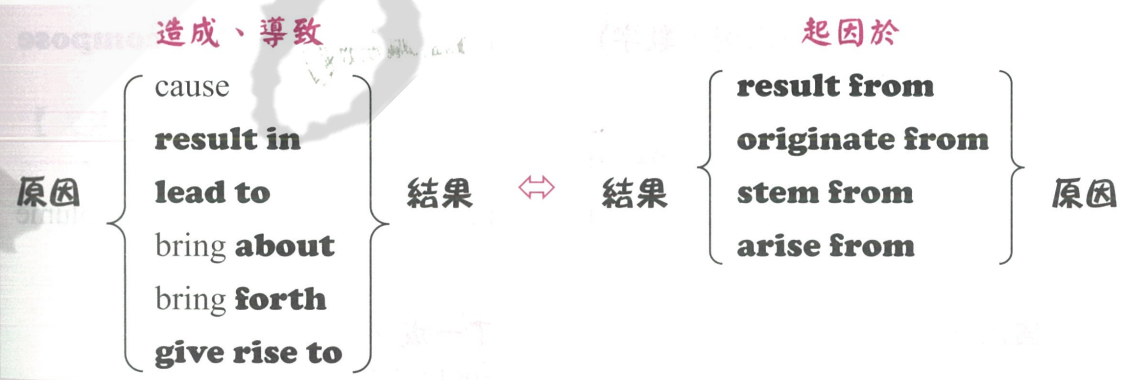 造成、導致
原因
cause
result in
lead to
bring about
bring forth
give rise to
結果
⇔
起因於
結果
result from
originate from
stem from
arise from
原因